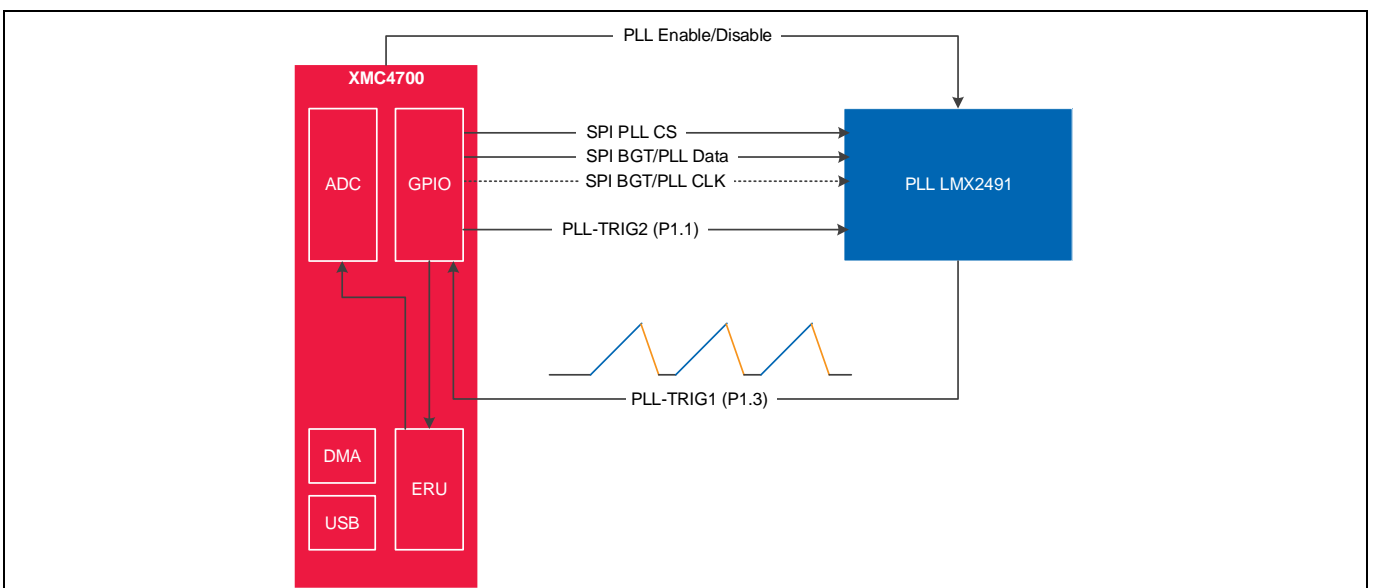 PLL Enable/Disable
XMC4700
SPI PLL CS
SPI BGT/PLL Data
ADC
GPIO
SPI BGT/PLL CLK
PLL LMX2491
PLL-TRIG2 (P1.1)
PLL-TRIG1 (P1.3)
DMA
ERU
USB